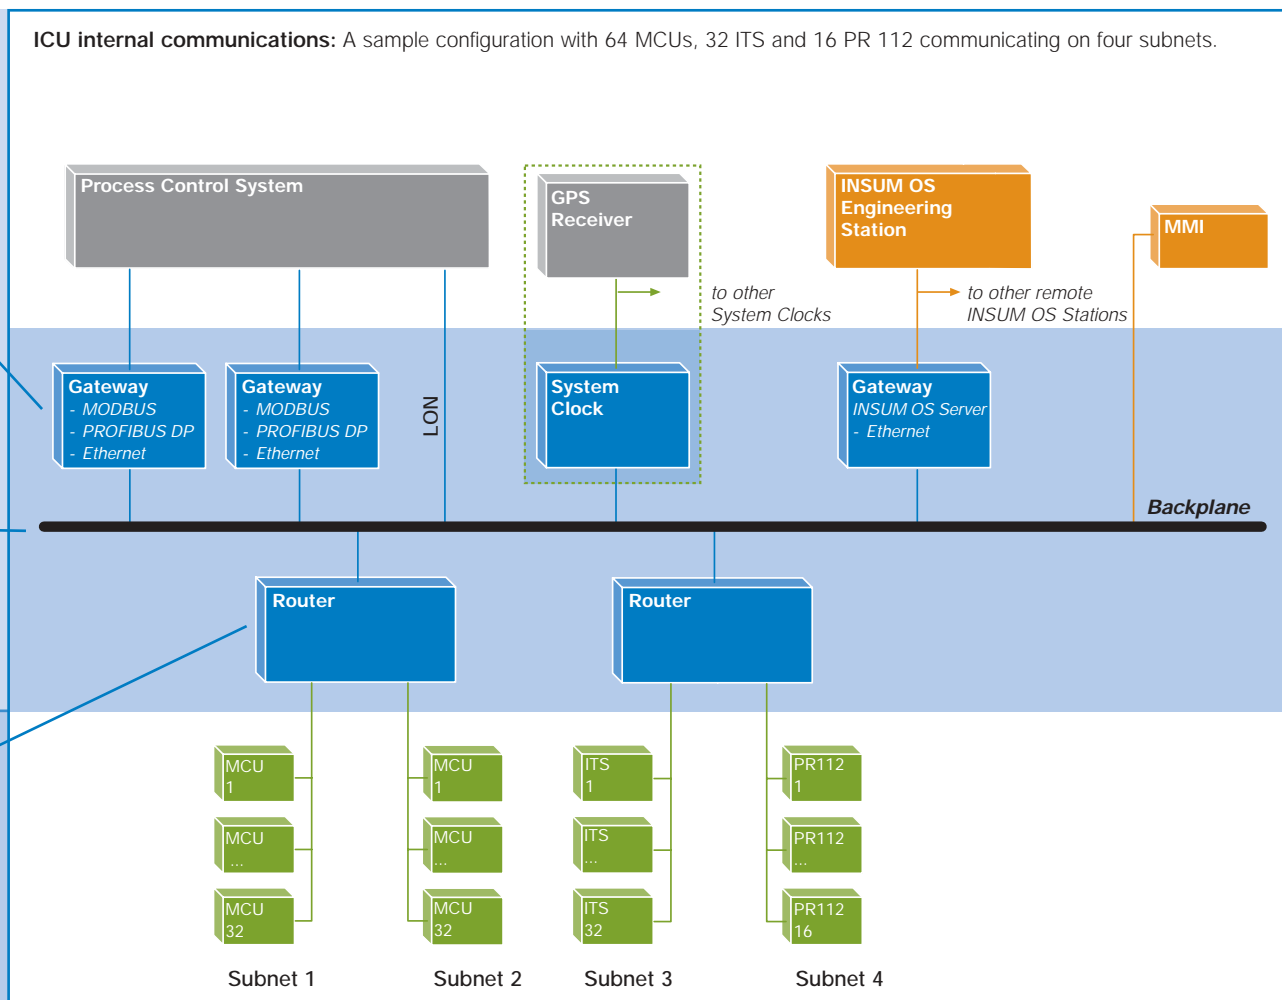 ICU internal communications: A sample configuration with 64 MCUs, 32 ITS and 16 PR 112 communicating on four subnets.
Process Control System
GPS
Receiver
INSUM OS
Engineering
Station
MMI
to other
System Clocks
to other remote
INSUM OS Stations
Gateway
- MODBUS
- PROFIBUS DP
- Ethernet
Gateway
- MODBUS
- PROFIBUS DP
- Ethernet
LON
System
Clock
Gateway
INSUM OS Server
- Ethernet
Backplane
Router
Router
MCU
1
MCU
1
ITS
1
PR112
1
MCU
...
MCU
...
ITS
...
PR112
...
MCU
32
MCU
32
ITS
32
PR112
16
Subnet 1
Subnet 2
Subnet 3
Subnet 4